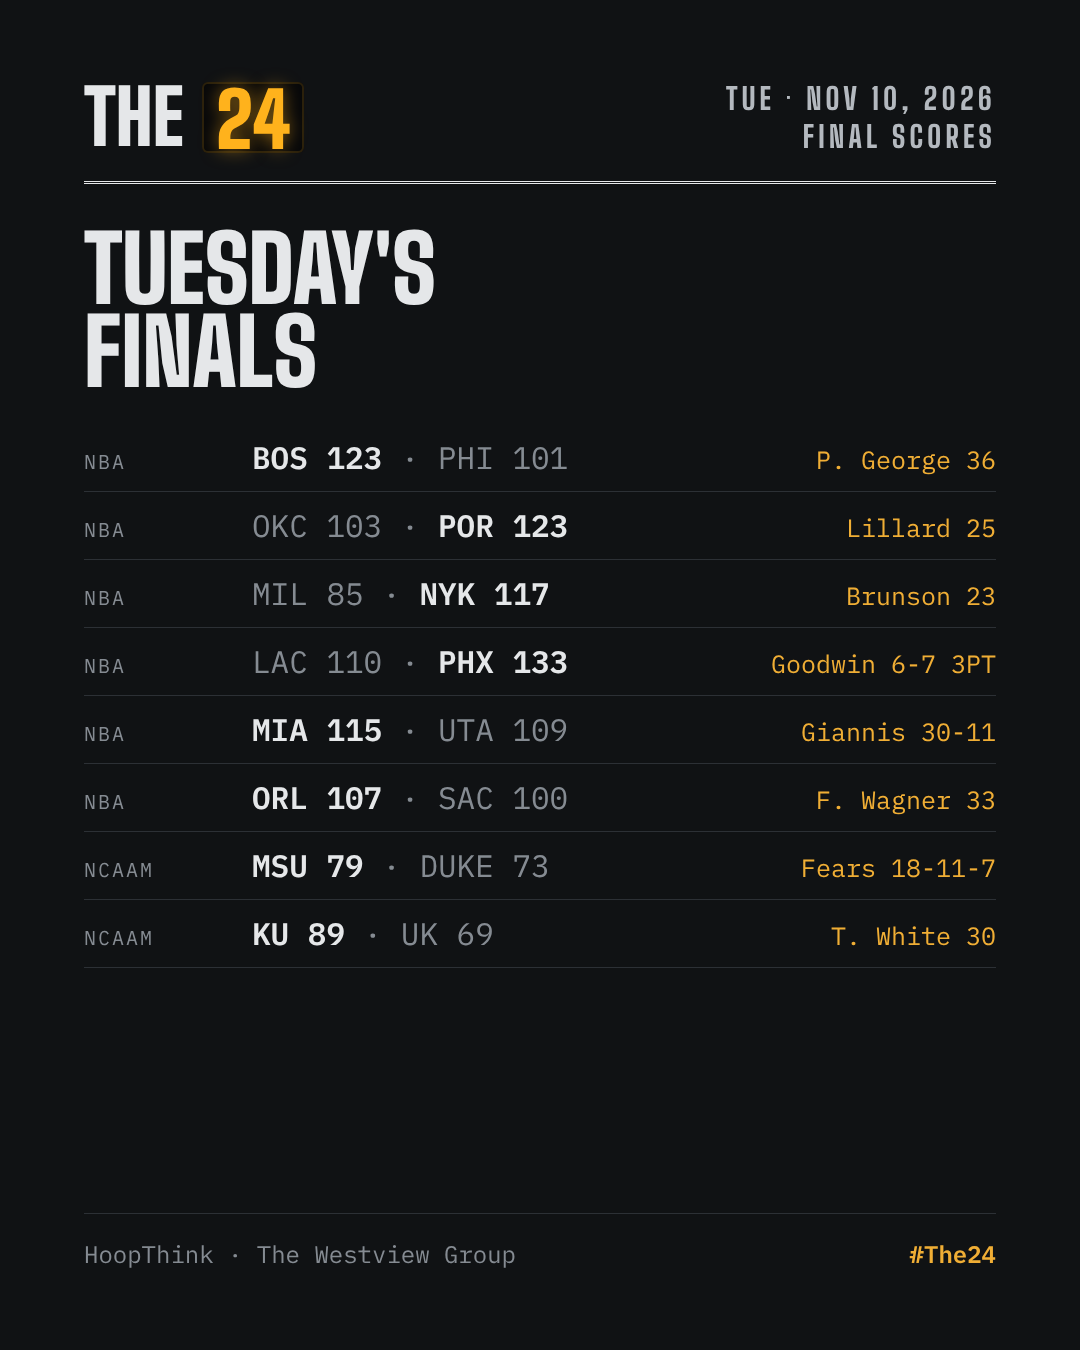 THE 24
TUE · NOV 10, 2026
FINAL SCORES
TUESDAY'S
FINALS
NBA BOS 123 · PHI 101 P. George 36
NBA OKC 103 · POR 123 Lillard 25
NBA MIL 85 · NYK 117 Brunson 23
NBA LAC 110 · PHX 133 Goodwin 6-7 3PT
NBA MIA 115 · UTA 109 Giannis 30-11
NBA ORL 107 · SAC 100 F. Wagner 33
NCAAM MSU 79 · DUKE 73 Fears 18-11-7
NCAAM KU 89 · UK 69 T. White 30
HoopThink · The Westview Group #The24